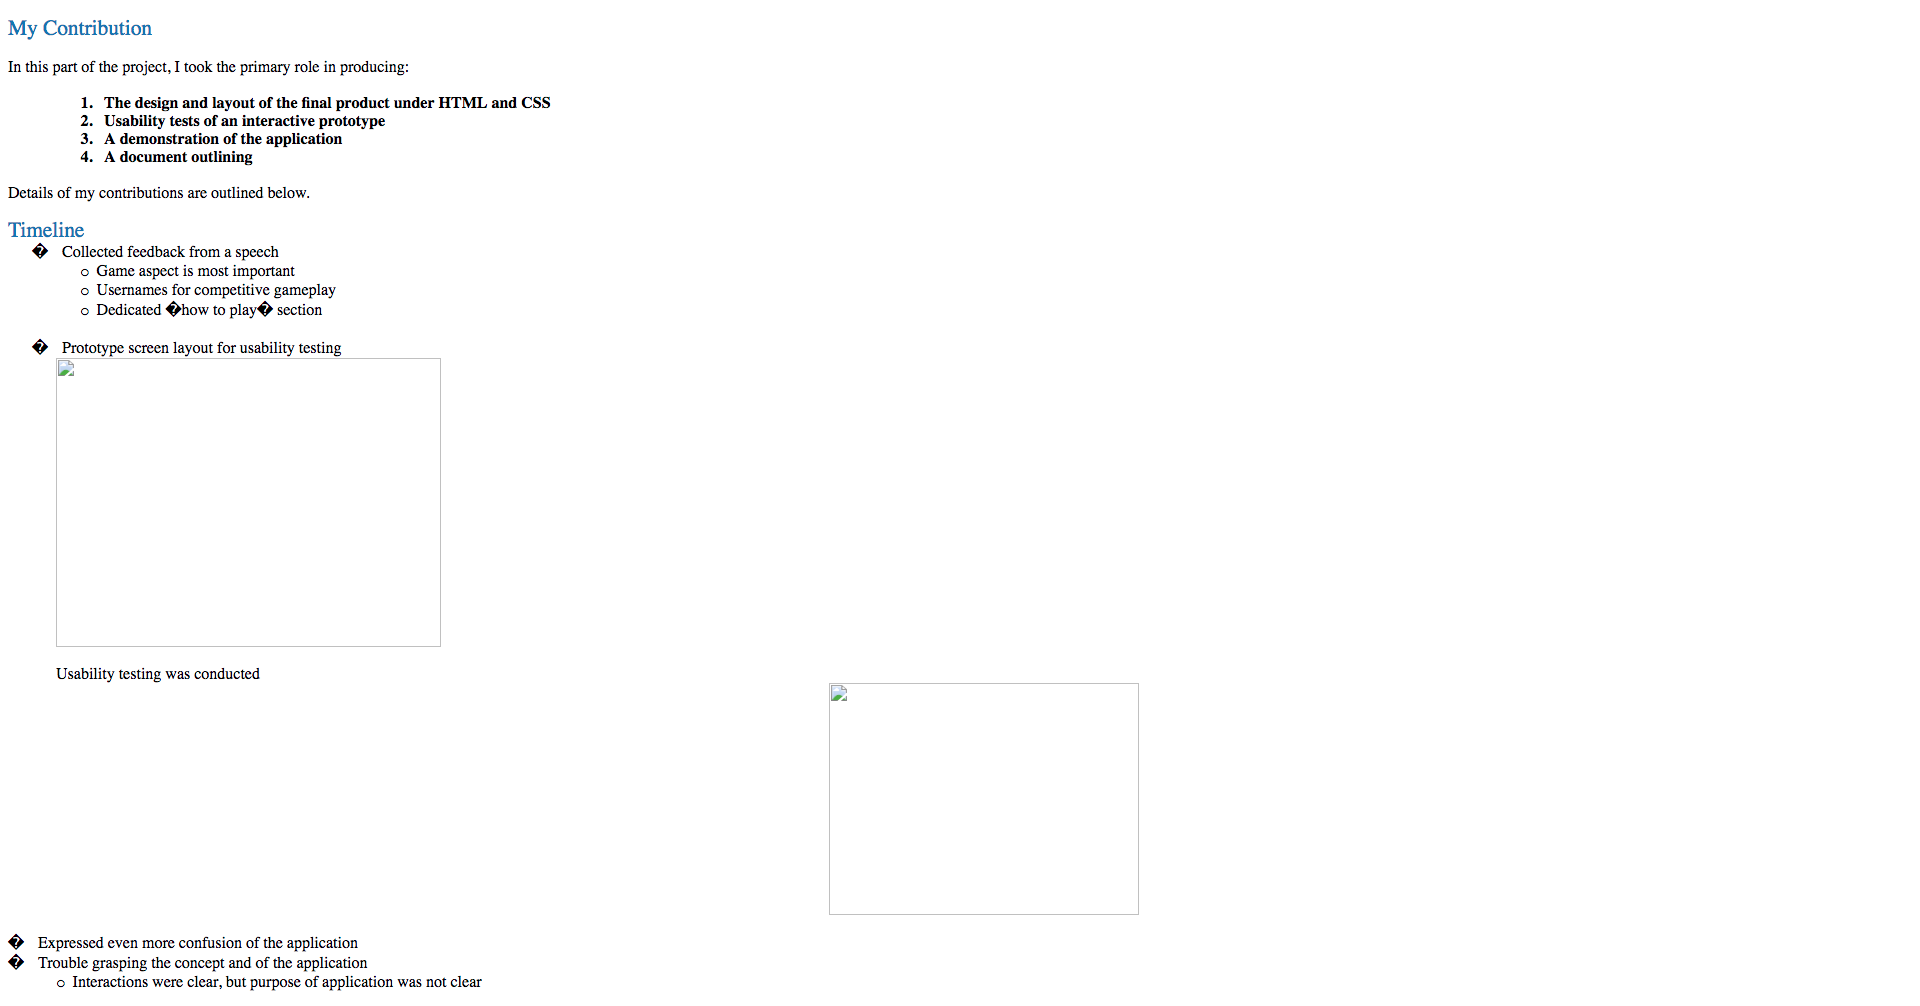 My Contribution
In this part of the project, I took the primary role in producing:
1. The design and layout of the final product under HTML and CSS
2. Usability tests of an interactive prototype
3. A demonstration of the application
4. A document outlining
Details of my contributions are outlined below.
Timeline
� Collected feedback from a speech
o Game aspect is most important
o Usernames for competitive gameplay
o Dedicated �how to play� section
� Prototype screen layout for usability testing
Usability testing was conducted
� Expressed even more confusion of the application
� Trouble grasping the concept and of the application
o Interactions were clear, but purpose of application was not clear